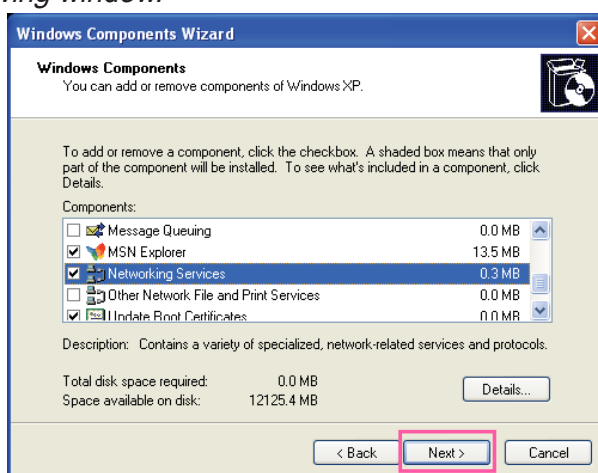 ring window.
Windows Components Wizard
Windows Components
You can add or remove components of Windows XP.
To add or remove a component, click the checkbox. A shaded box means that only
part of the component will be installed. To see what's included in a component, click
Details.
Components:
Message Queuing 0.0 MB
MSN Explorer 13.5 MB
Networking Services 0.3 MB
Other Network File and Print Services 0.0 MB
Update Root Certificates 0.0 MB
Description: Contains a variety of specialized, network-related services and protocols.
Total disk space required: 0.0 MB
Space available on disk: 12125.4 MB
Details...
< Back Next > Cancel